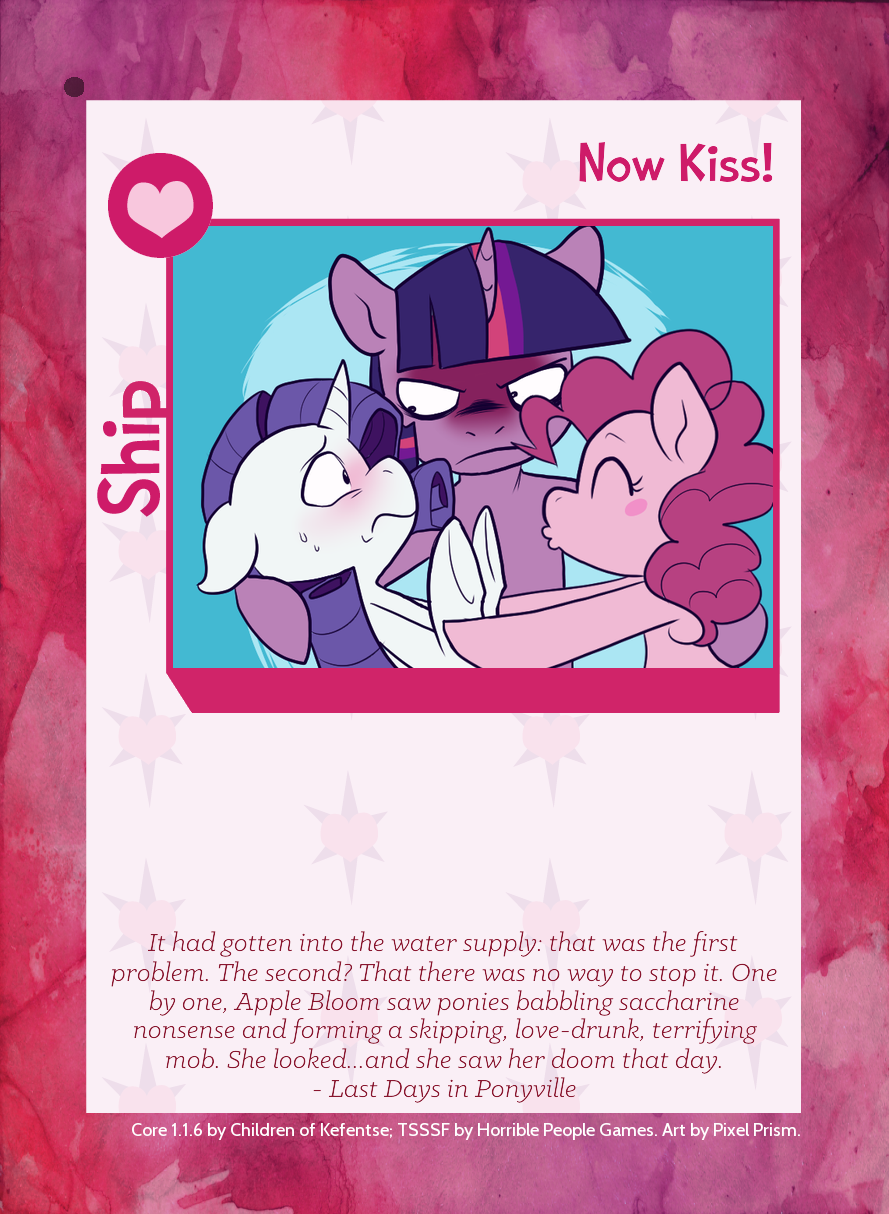 Now Kiss!
Ship
It had gotten into the water supply: that was the first
problem. The second? That there was no way to stop it. One
by one, Apple Bloom saw ponies babbling saccharine
nonsense and forming a skipping, love-drunk, terrifying
mob. She looked...and she saw her doom that day.
- Last Days in Ponyville
Core 1.1.6 by Children of Kefentse; TSSSF by Horrible People Games. Art by Pixel Prism.